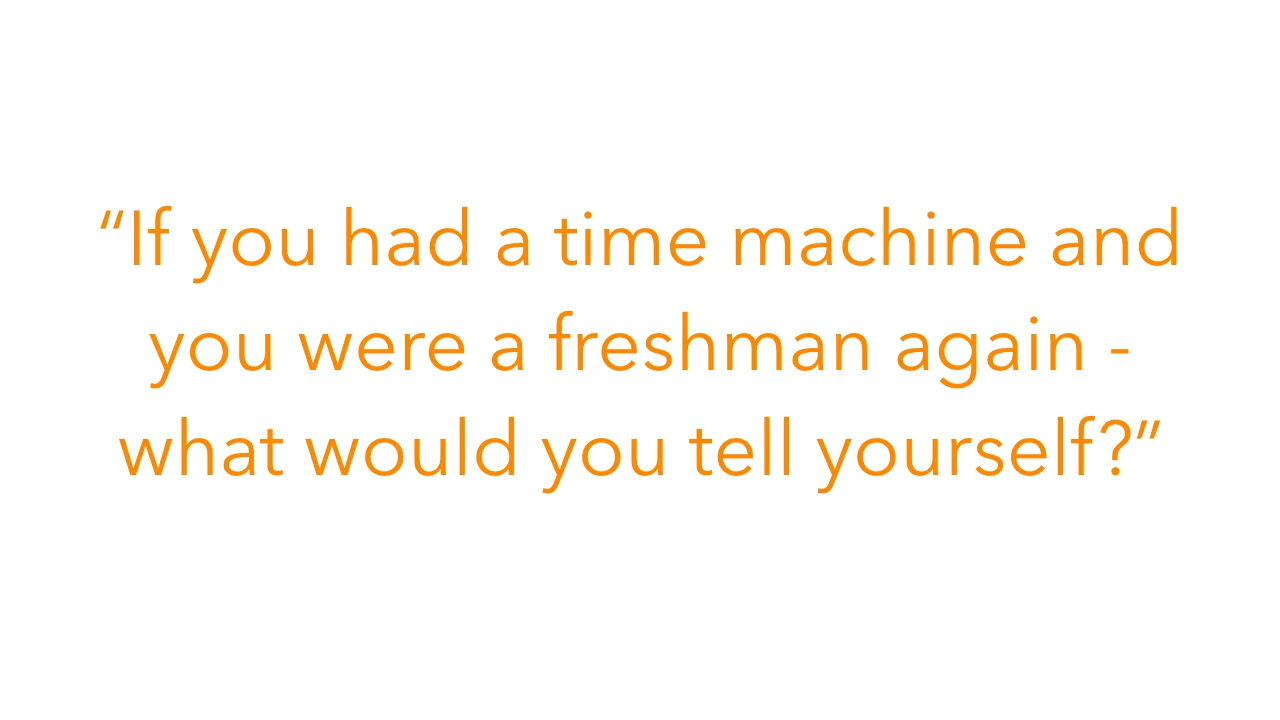 “If you had a time machine and
you were a freshman again -
what would you tell yourself?”